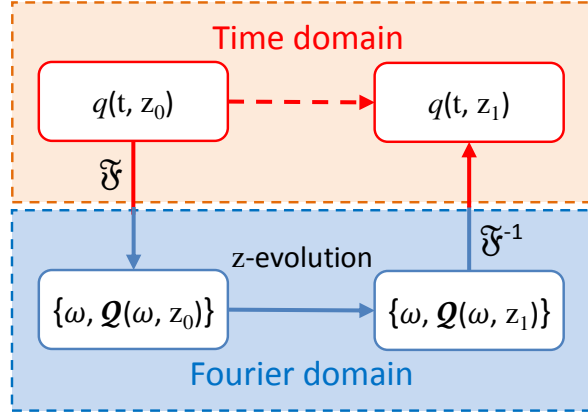 Time domain
q(t, z₀)
q(t, z₁)
𝔉
z-evolution
𝔉⁻¹
{ω, 𝓠(ω, z₀)}
{ω, 𝓠(ω, z₁)}
Fourier domain